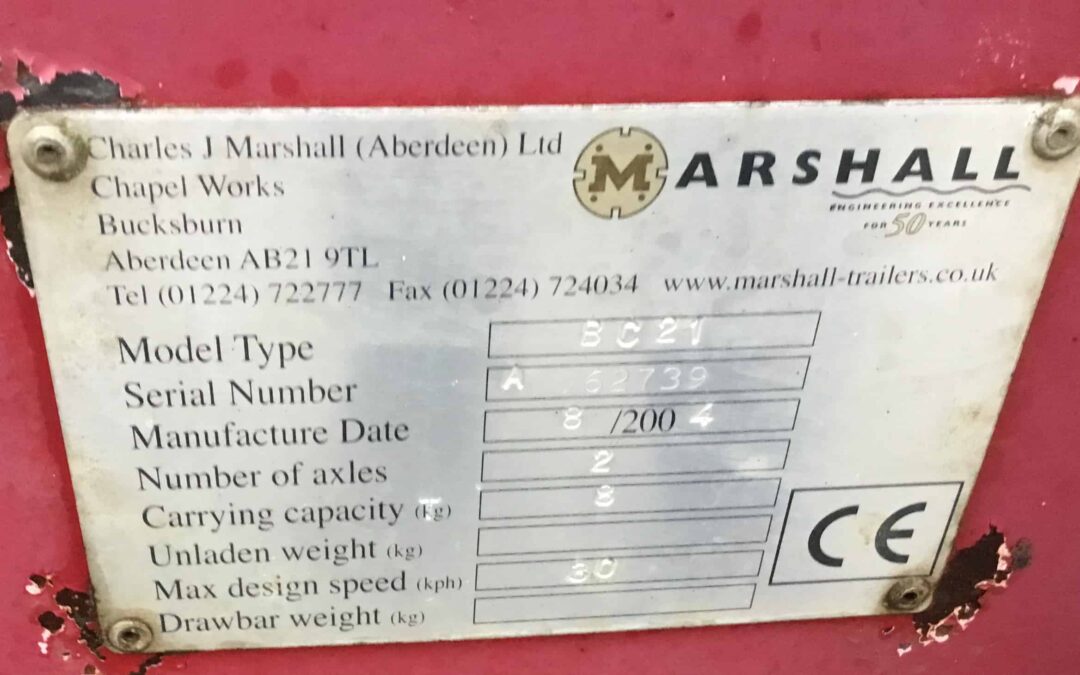 Charles J Marshall (Aberdeen) Ltd
Chapel Works
Bucksburn
Aberdeen AB21 9TL
Tel (01224) 722777 Fax (01224) 724034 www.marshall-trailers.co.uk
MARSHALL
ENGINEERING EXCELLENCE
FOR 50 YEARS
Model Type BC21
Serial Number A 52739
Manufacture Date 8 /2004
Number of axles 2
Carrying capacity (Tg) 8
Unladen weight (kg)
Max design speed (kph) 30
Drawbar weight (kg)
CE